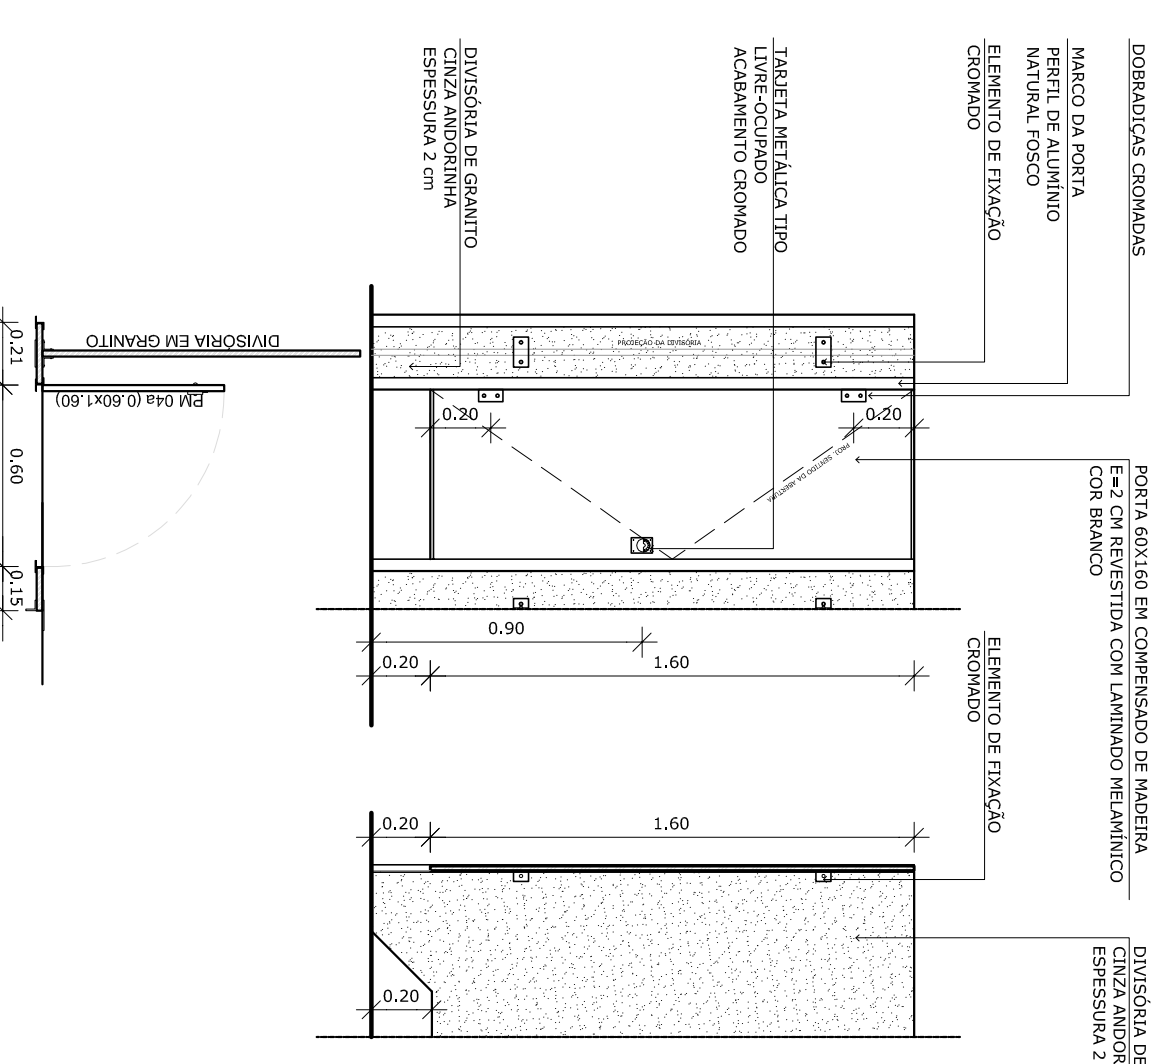 DOBRADIÇAS CROMADAS
MARCO DA PORTA
PERFIL DE ALUMÍNIO
NATURAL FOSCO
ELEMENTO DE FIXAÇÃO
CROMADO
TARJETA METÁLICA TIPO
LIVRE-OCUPADO
ACABAMENTO CROMADO
DIVISÓRIA DE GRANITO
CINZA ANDORINHA
ESPESSURA 2 cm
PORTA 60X160 EM COMPENSADO DE MADEIRA
E=2 CM REVESTIDA COM LAMINADO MELAMÍNICO
COR BRANCO
ELEMENTO DE FIXAÇÃO
CROMADO
DIVISÓRIA DE
CINZA ANDOR
ESPESSURA 2
PROJEÇÃO DA DIVISÓRIA
PROJ. SENTIDO DA ABERTURA
0.20
0.20
0.90
0.20
1.60
0.20
1.60
0.20
DIVISÓRIA EM GRANITO
PM 04a (0.60x1.60)
0.21
0.60
0.15